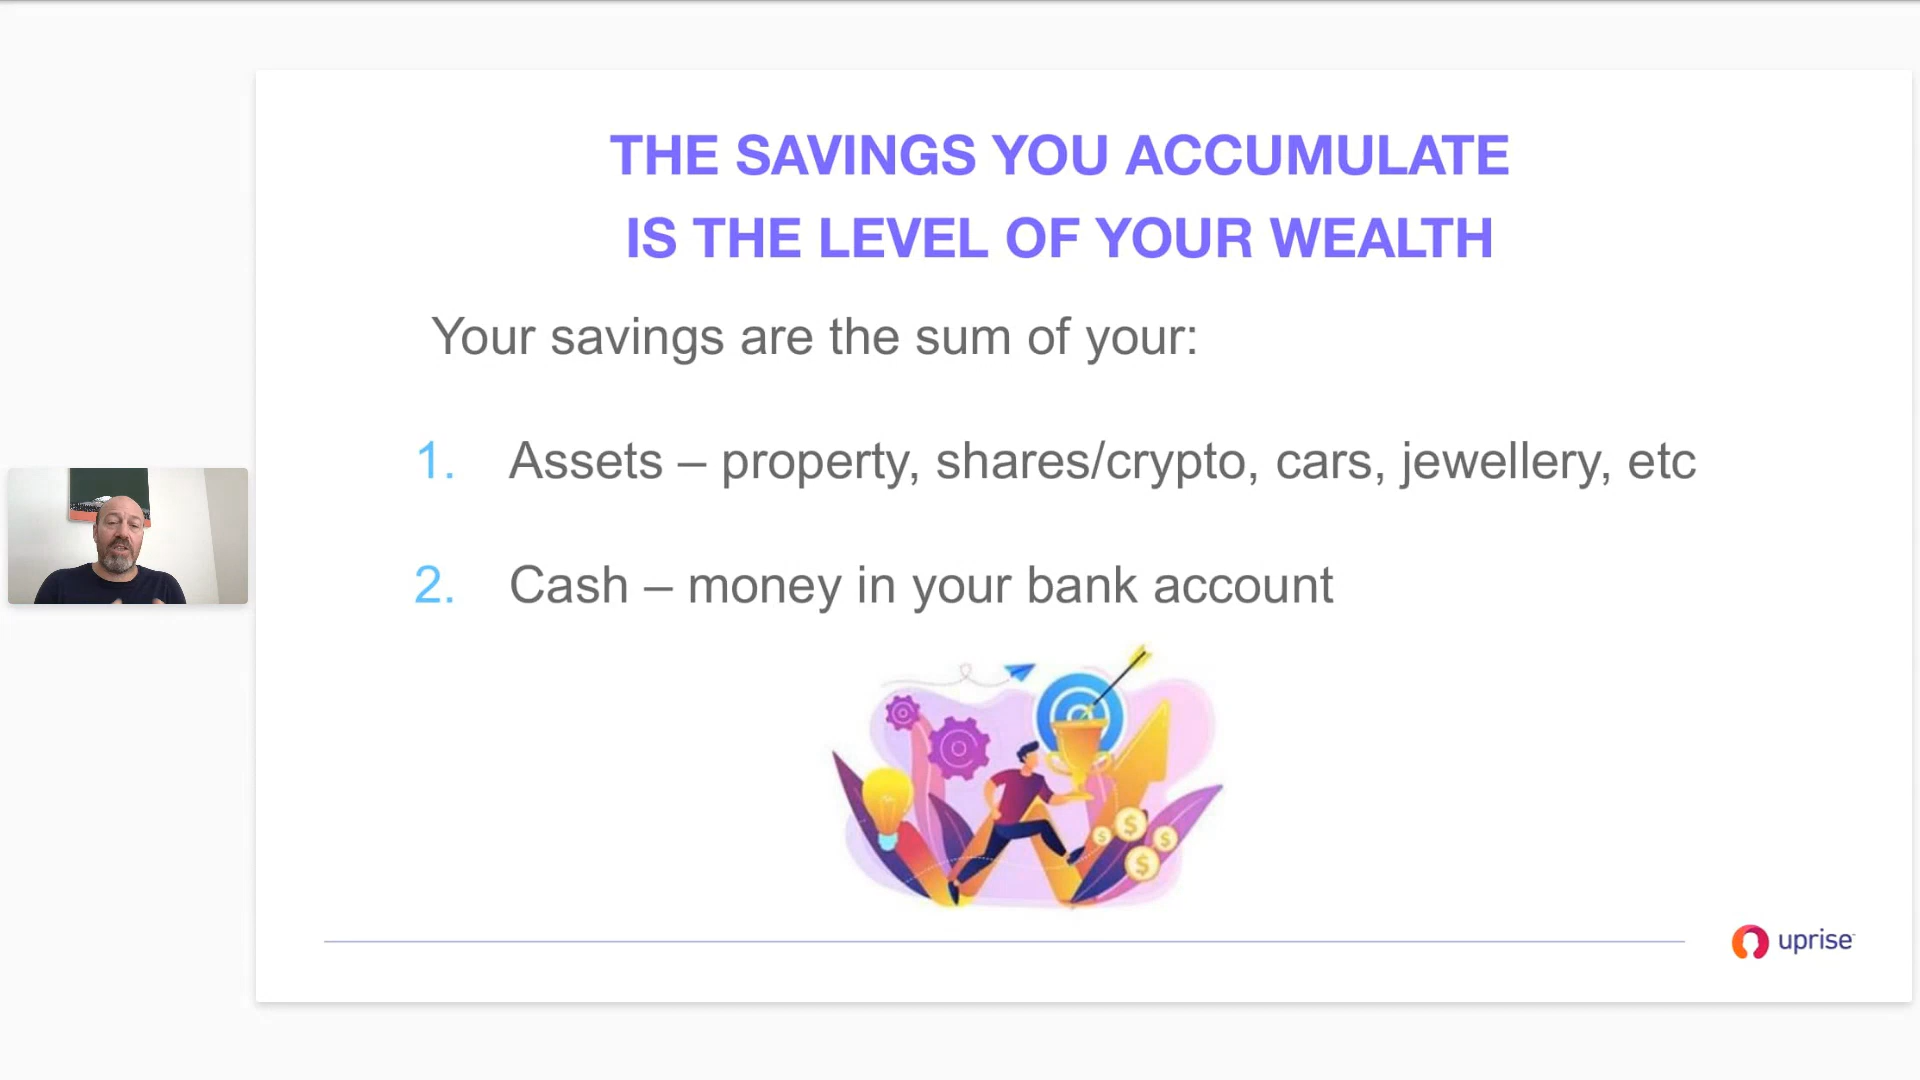 THE SAVINGS YOU ACCUMULATE
IS THE LEVEL OF YOUR WEALTH
Your savings are the sum of your:
1. Assets – property, shares/crypto, cars, jewellery, etc
2. Cash – money in your bank account
$ $ $ $
uprise